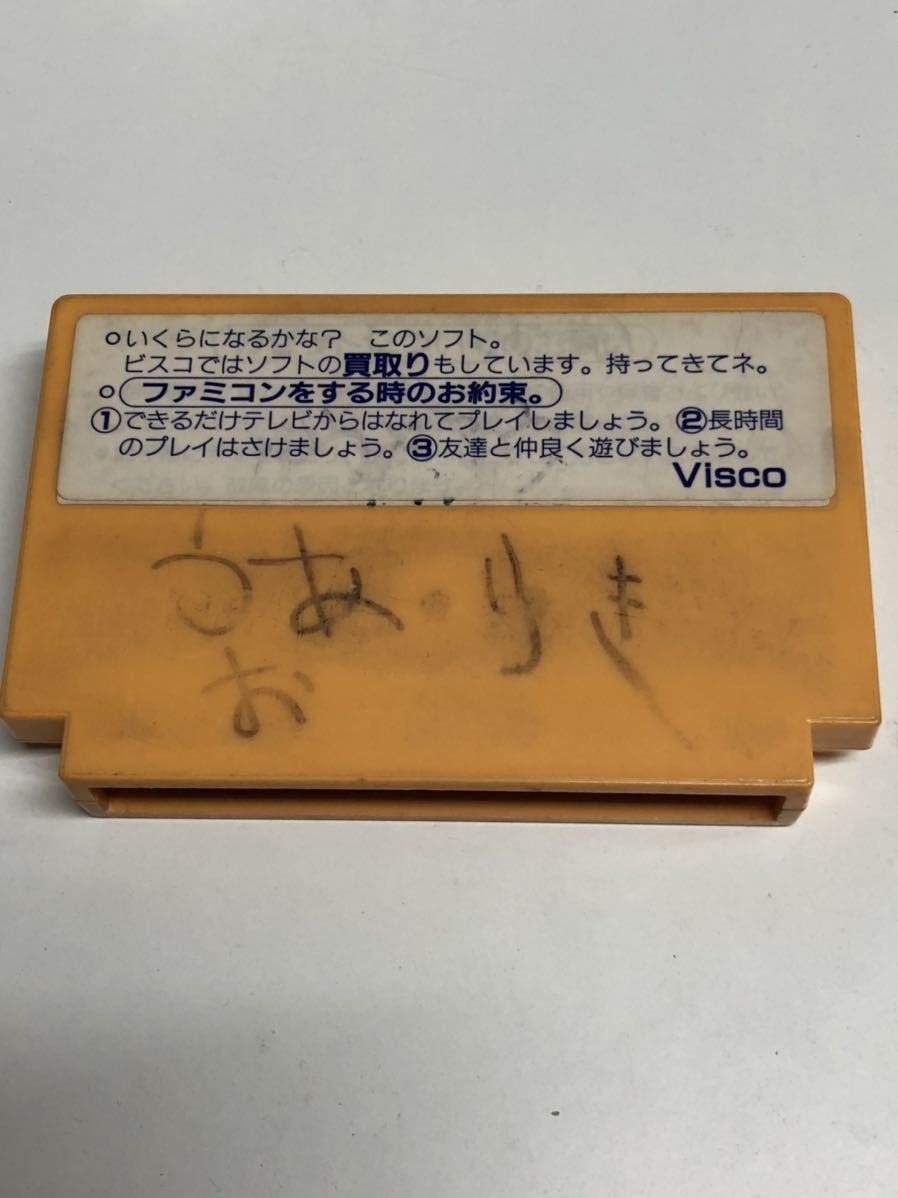 ○いくらになるかな？ このソフト。
ビスコではソフトの買取りもしています。持ってきてネ。
○ファミコンをする時のお約束。
①できるだけテレビからはなれてプレイしましょう。②長時間
のプレイはさけましょう。③友達と仲良く遊びましょう。
Visco
うあ・りき
お